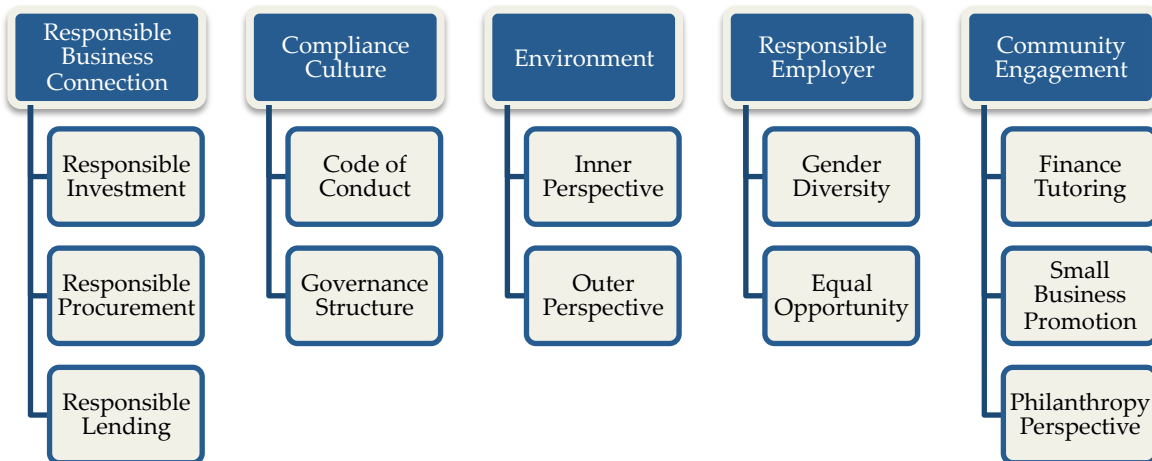 Responsible
Business
Connection
Responsible
Investment
Responsible
Procurement
Responsible
Lending
Compliance
Culture
Code of
Conduct
Governance
Structure
Environment
Inner
Perspective
Outer
Perspective
Responsible
Employer
Gender
Diversity
Equal
Opportunity
Community
Engagement
Finance
Tutoring
Small
Business
Promotion
Philanthropy
Perspective